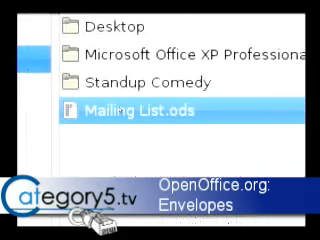 Desktop
Microsoft Office XP Professiona
Standup Comedy
Mailing List.ods
Category5.tv
OpenOffice.org:
Envelopes